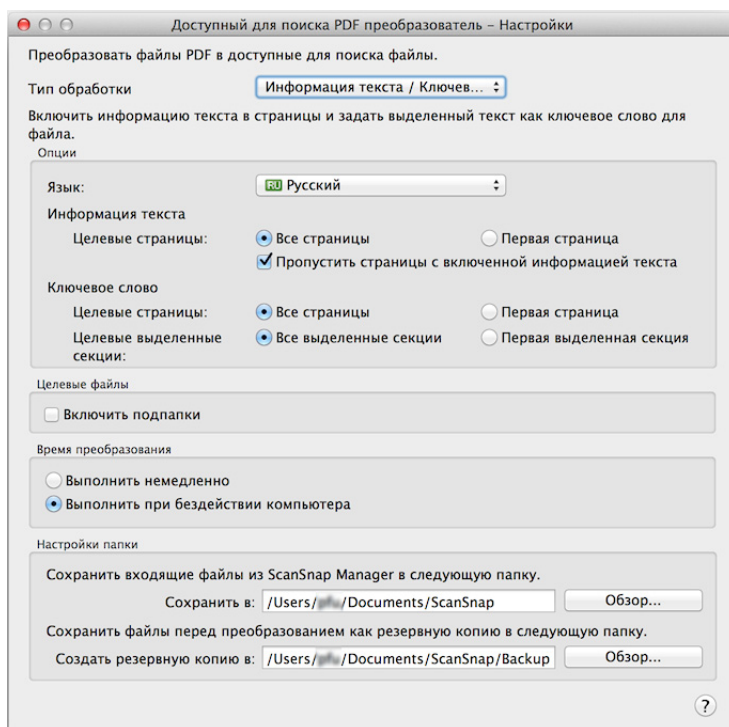 Доступный для поиска PDF преобразователь – Настройки
Преобразовать файлы PDF в доступные для поиска файлы.
Тип обработки Информация текста / Ключев...
Включить информацию текста в страницы и задать выделенный текст как ключевое слово для
файла.
Опции
Язык: RU Русский
Информация текста
Целевые страницы: Все страницы Первая страница
Пропустить страницы с включенной информацией текста
Ключевое слово
Целевые страницы: Все страницы Первая страница
Целевые выделенные Все выделенные секции Первая выделенная секция
секции:
Целевые файлы
Включить подпапки
Время преобразования
Выполнить немедленно
Выполнить при бездействии компьютера
Настройки папки
Сохранить входящие файлы из ScanSnap Manager в следующую папку.
Сохранить в: /Users/ /Documents/ScanSnap Обзор...
Сохранить файлы перед преобразованием как резервную копию в следующую папку.
Создать резервную копию в: /Users/ /Documents/ScanSnap/Backup Обзор...
?